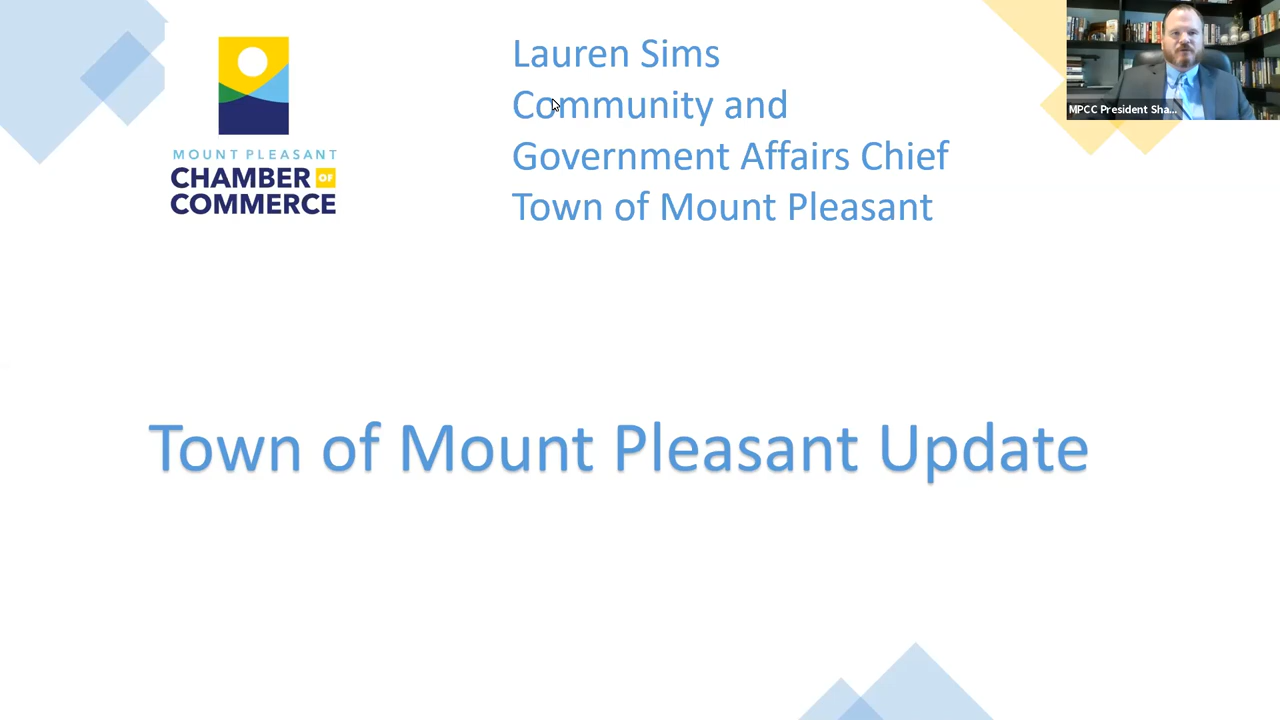 MOUNT PLEASANT
CHAMBER OF
COMMERCE
Lauren Sims
Community and
Government Affairs Chief
Town of Mount Pleasant
MPCC President Sha...
Town of Mount Pleasant Update